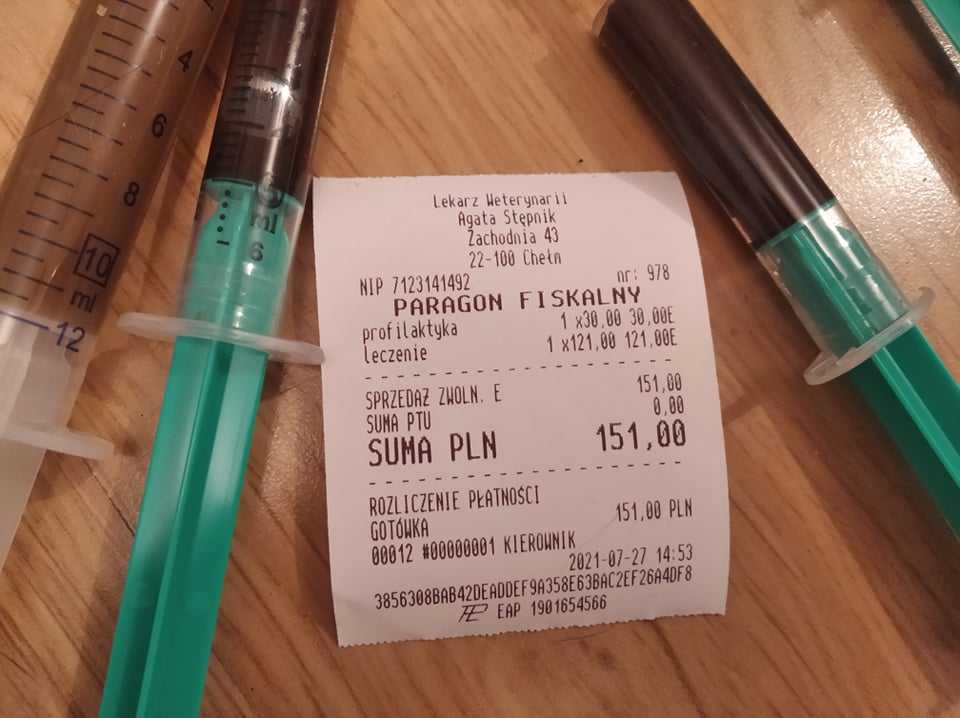 4
6
8
10
ml
12
ml
6
Lekarz Weterynarii
Agata Stępnik
Zachodnia 43
22-100 Chełm
NIP 7123141492 nr: 978
PARAGON FISKALNY
profilaktyka 1 x30,00 30,00E
leczenie 1 x121,00 121,00E
SPRZEDAŻ ZWOLN. E 151,00
SUMA PTU 0,00
SUMA PLN 151,00
ROZLICZENIE PŁATNOŚCI
GOTÓWKA 151,00 PLN
00012 #00000001 KIEROWNIK
2021-07-27 14:53
3856308BAB42DEADDEF9A358E63BAC2EF26A4DF8
EAP 1901654566